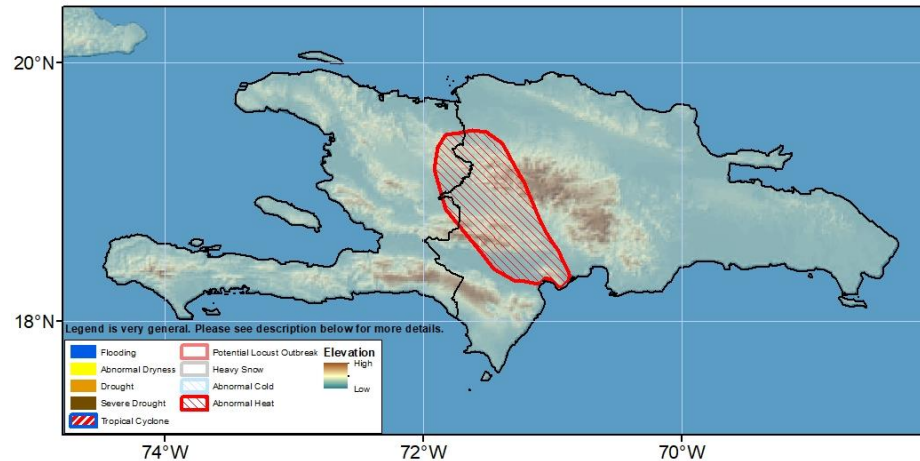 20°N
18°N
Legend is very general. Please see description below for more details.
Flooding
Abnormal Dryness
Drought
Severe Drought
Tropical Cyclone
Potential Locust Outbreak
Heavy Snow
Abnormal Cold
Abnormal Heat
Elevation
High
Low
74°W
72°W
70°W